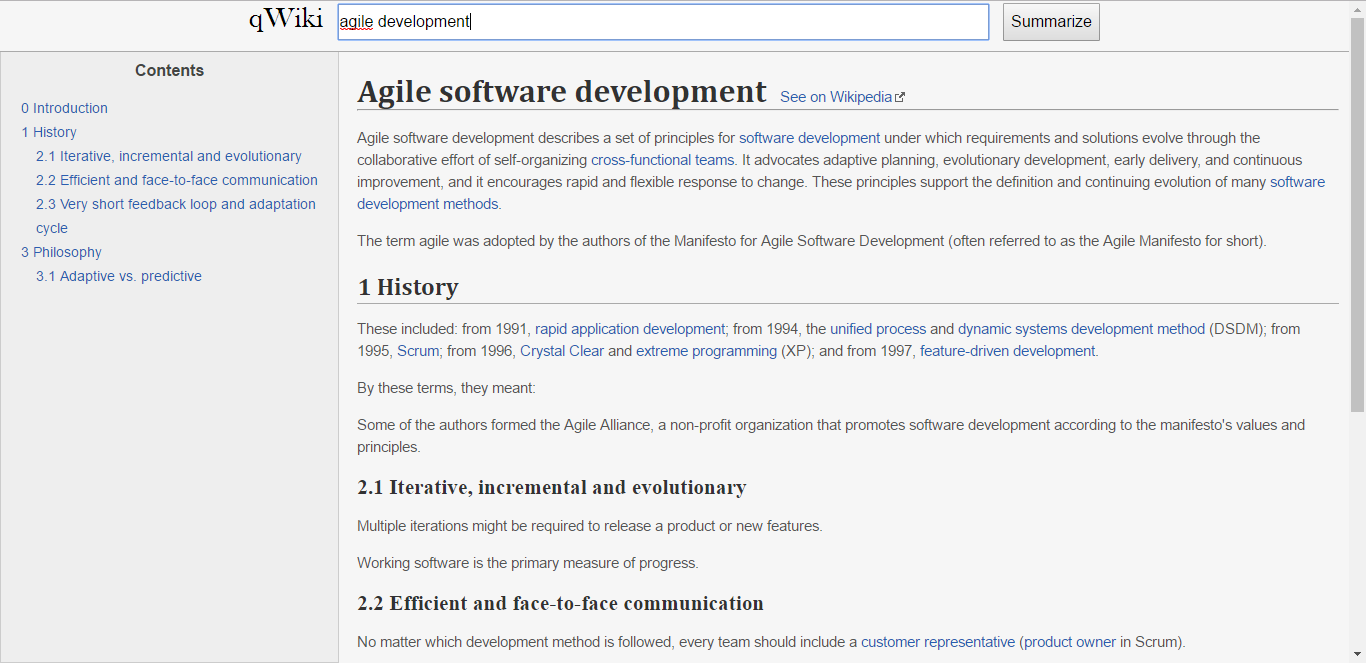 qWiki
agile development
Summarize
Contents
0 Introduction
1 History
2.1 Iterative, incremental and evolutionary
2.2 Efficient and face-to-face communication
2.3 Very short feedback loop and adaptation
cycle
3 Philosophy
3.1 Adaptive vs. predictive
Agile software development See on Wikipedia
Agile software development describes a set of principles for software development under which requirements and solutions evolve through the
collaborative effort of self-organizing cross-functional teams. It advocates adaptive planning, evolutionary development, early delivery, and continuous
improvement, and it encourages rapid and flexible response to change. These principles support the definition and continuing evolution of many software
development methods.
The term agile was adopted by the authors of the Manifesto for Agile Software Development (often referred to as the Agile Manifesto for short).
1 History
These included: from 1991, rapid application development; from 1994, the unified process and dynamic systems development method (DSDM); from
1995, Scrum; from 1996, Crystal Clear and extreme programming (XP); and from 1997, feature-driven development.
By these terms, they meant:
Some of the authors formed the Agile Alliance, a non-profit organization that promotes software development according to the manifesto's values and
principles.
2.1 Iterative, incremental and evolutionary
Multiple iterations might be required to release a product or new features.
Working software is the primary measure of progress.
2.2 Efficient and face-to-face communication
No matter which development method is followed, every team should include a customer representative (product owner in Scrum).